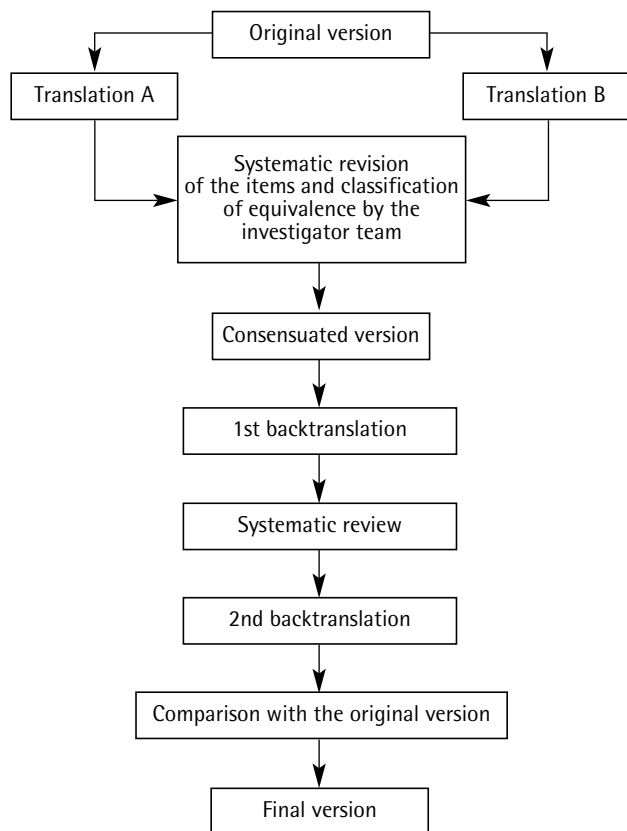 Original version
Translation A
Translation B
Systematic revision
of the items and classification
of equivalence by the
investigator team
Consensuated version
1st backtranslation
Systematic review
2nd backtranslation
Comparison with the original version
Final version